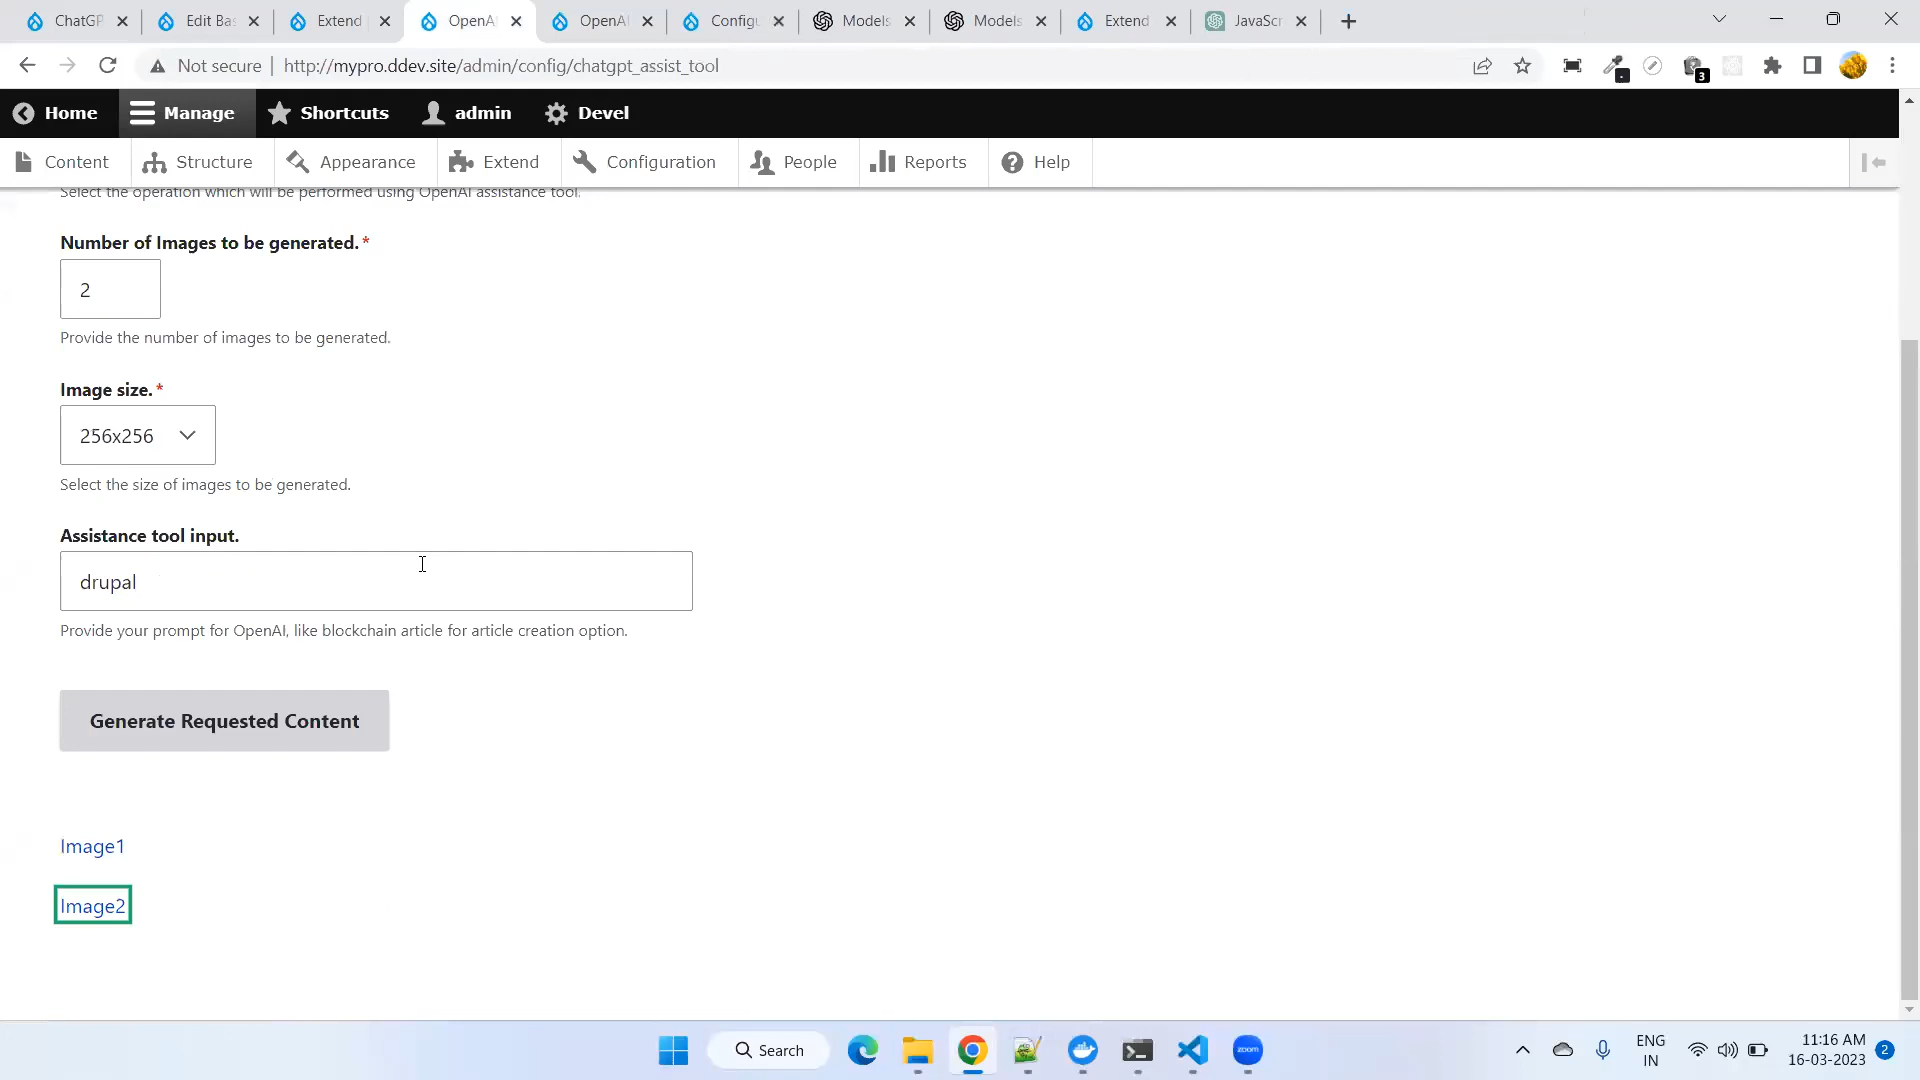 ChatGP
Edit Bas
Extend
OpenA
OpenAI
Configu
Models
Models
Extend
JavaScr
Not secure
http://mypro.ddev.site/admin/config/chatgpt_assist_tool
3
Home
Manage
Shortcuts
admin
Devel
Content
Structure
Appearance
Extend
Configuration
People
Reports
Help
Select the operation which will be performed using OpenAI assistance tool.
Number of Images to be generated.*
2
Provide the number of images to be generated.
Image size.*
256x256
Select the size of images to be generated.
Assistance tool input.
drupal
Provide your prompt for OpenAI, like blockchain article for article creation option.
Generate Requested Content
Image1
Image2
Search
zoom
ENG
IN
11:16 AM
16-03-2023
2